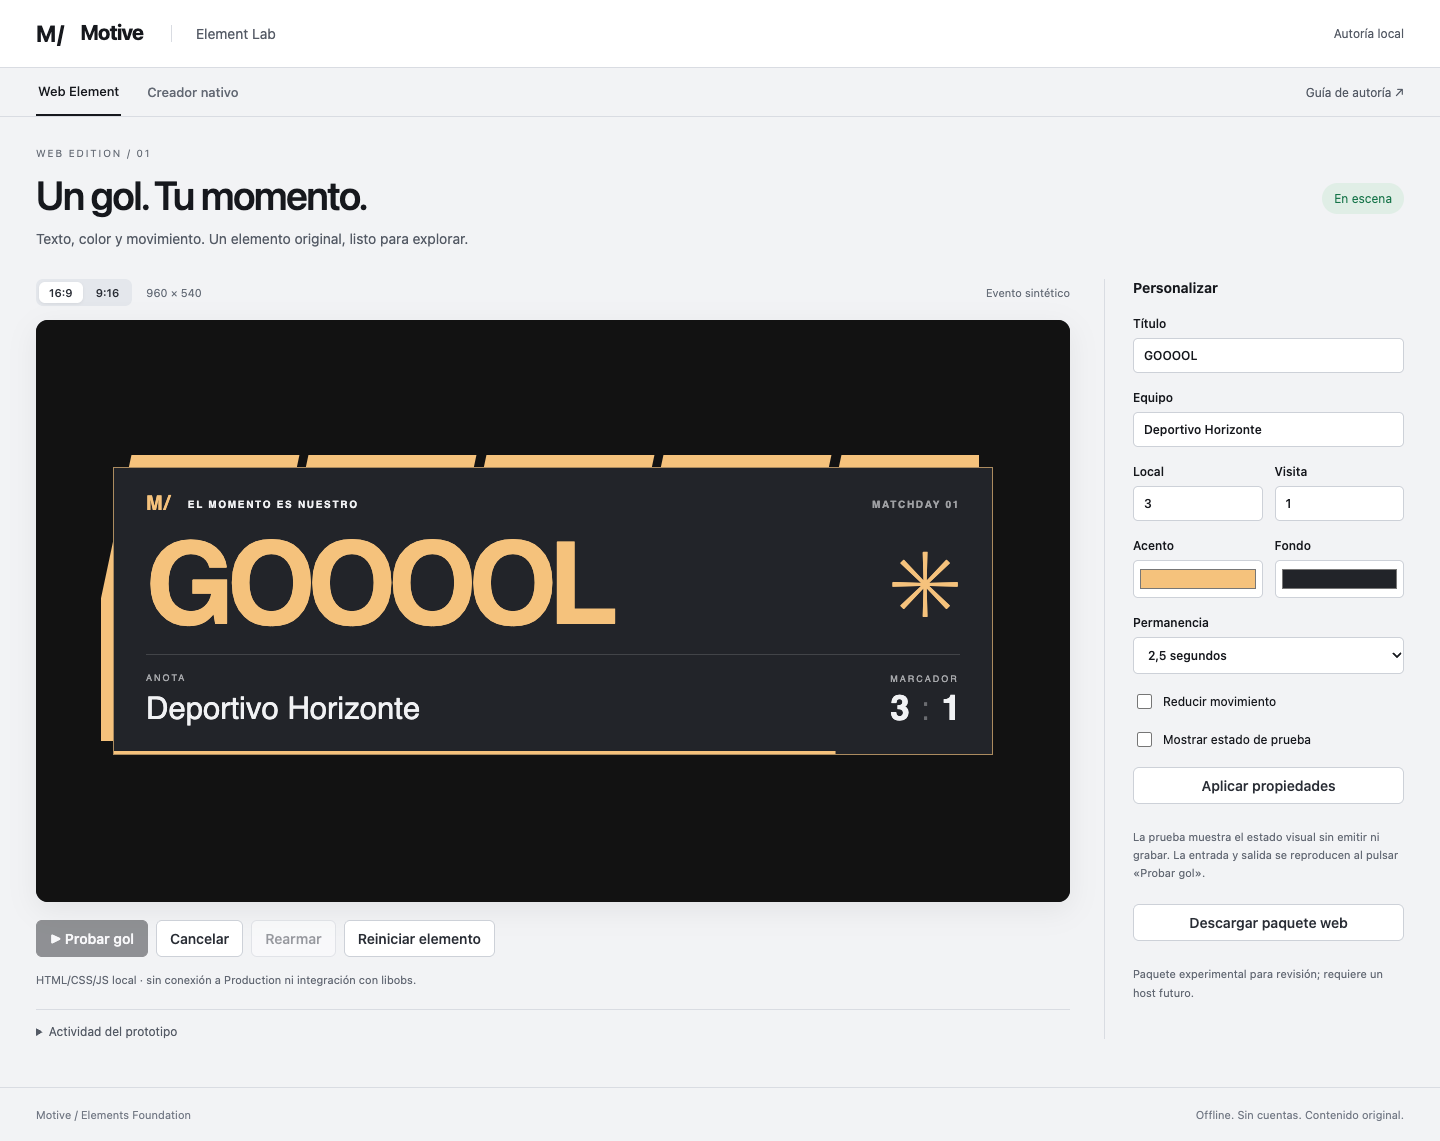 M/ Motive Element Lab Autoría local
Web Element Creador nativo Guía de autoría ↗
WEB EDITION / 01
Un gol. Tu momento.
En escena
Texto, color y movimiento. Un elemento original, listo para explorar.
16:9 9:16 960 × 540 Evento sintético
M/ EL MOMENTO ES NUESTRO MATCHDAY 01
GOOOOL
ANOTA MARCADOR
Deportivo Horizonte 3 : 1
▶ Probar gol Cancelar Rearmar Reiniciar elemento
HTML/CSS/JS local · sin conexión a Production ni integración con libobs.
▶ Actividad del prototipo
Personalizar
Título
GOOOOL
Equipo
Deportivo Horizonte
Local Visita
3 1
Acento Fondo
Permanencia
2,5 segundos
Reducir movimiento
Mostrar estado de prueba
Aplicar propiedades
La prueba muestra el estado visual sin emitir ni
grabar. La entrada y salida se reproducen al pulsar
«Probar gol».
Descargar paquete web
Paquete experimental para revisión; requiere un
host futuro.
Motive / Elements Foundation Offline. Sin cuentas. Contenido original.